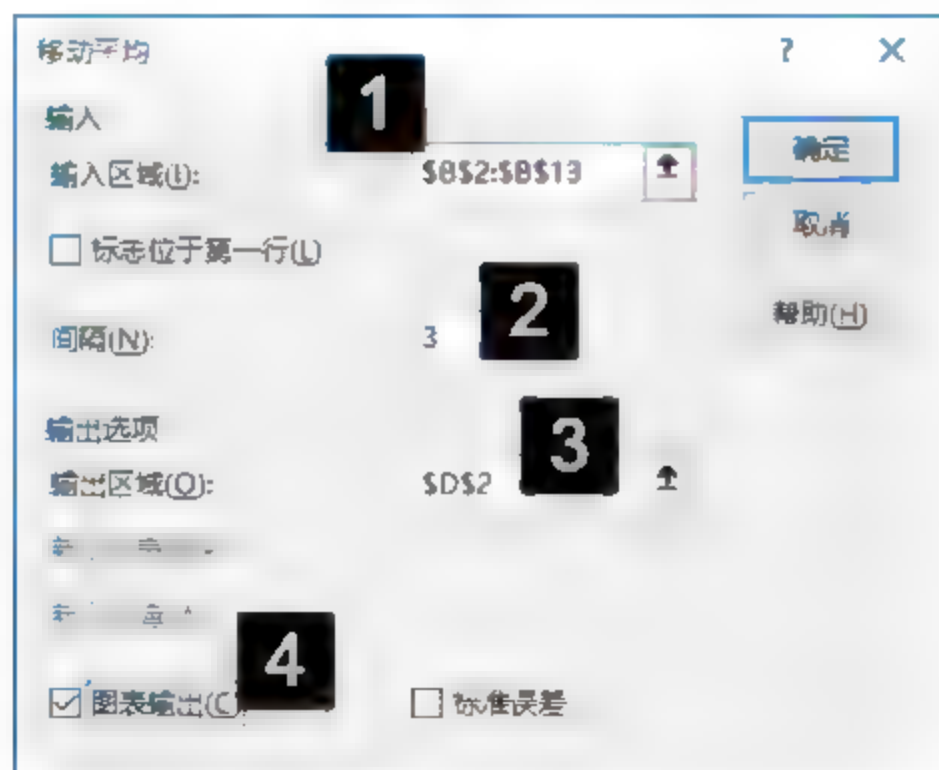 移动平均 ? ×
1
输入
输入区域(I): $B$2:$B$13 确定
取消
标志位于第一行(L)
2
间隔(N): 3 帮助(H)
3
输出选项
输出区域(O): $D$2
4
图表输出(C) 标准误差